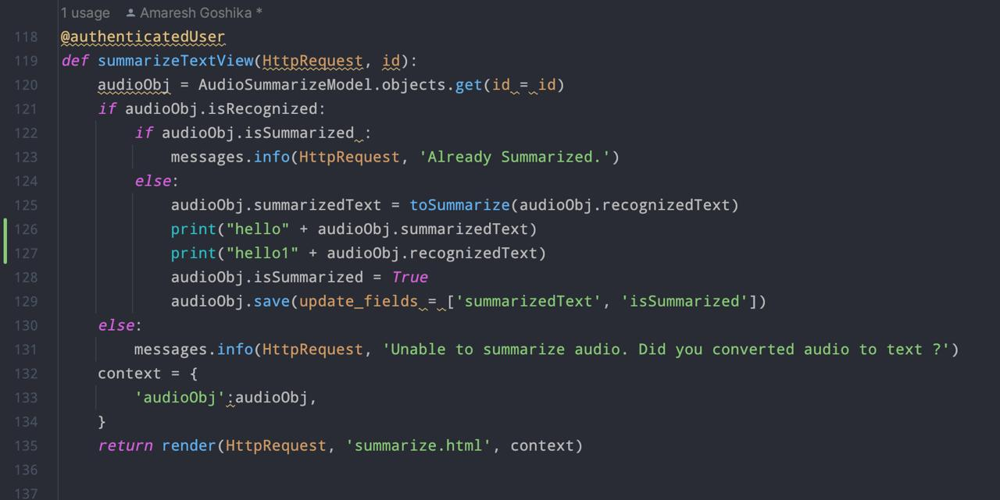 1 usage Amaresh Goshika *
118 @authenticatedUser
119 def summarizeTextView(HttpRequest, id):
120     audioObj = AudioSummarizeModel.objects.get(id = id)
121     if audioObj.isRecognized:
122         if audioObj.isSummarized :
123             messages.info(HttpRequest, 'Already Summarized.')
124         else:
125             audioObj.summarizedText = toSummarize(audioObj.recognizedText)
126             print("hello" + audioObj.summarizedText)
127             print("hello1" + audioObj.recognizedText)
128             audioObj.isSummarized = True
129             audioObj.save(update_fields = ['summarizedText', 'isSummarized'])
130     else:
131         messages.info(HttpRequest, 'Unable to summarize audio. Did you converted audio to text ?')
132     context = {
133         'audioObj':audioObj,
134     }
135     return render(HttpRequest, 'summarize.html', context)
136
137